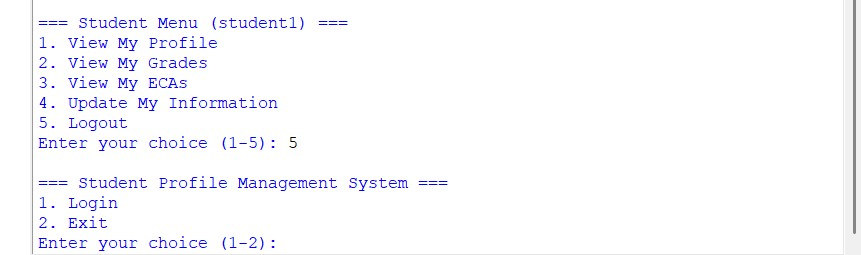 === Student Menu (student1) ===
1. View My Profile
2. View My Grades
3. View My ECAs
4. Update My Information
5. Logout
Enter your choice (1-5): 5
=== Student Profile Management System ===
1. Login
2. Exit
Enter your choice (1-2):